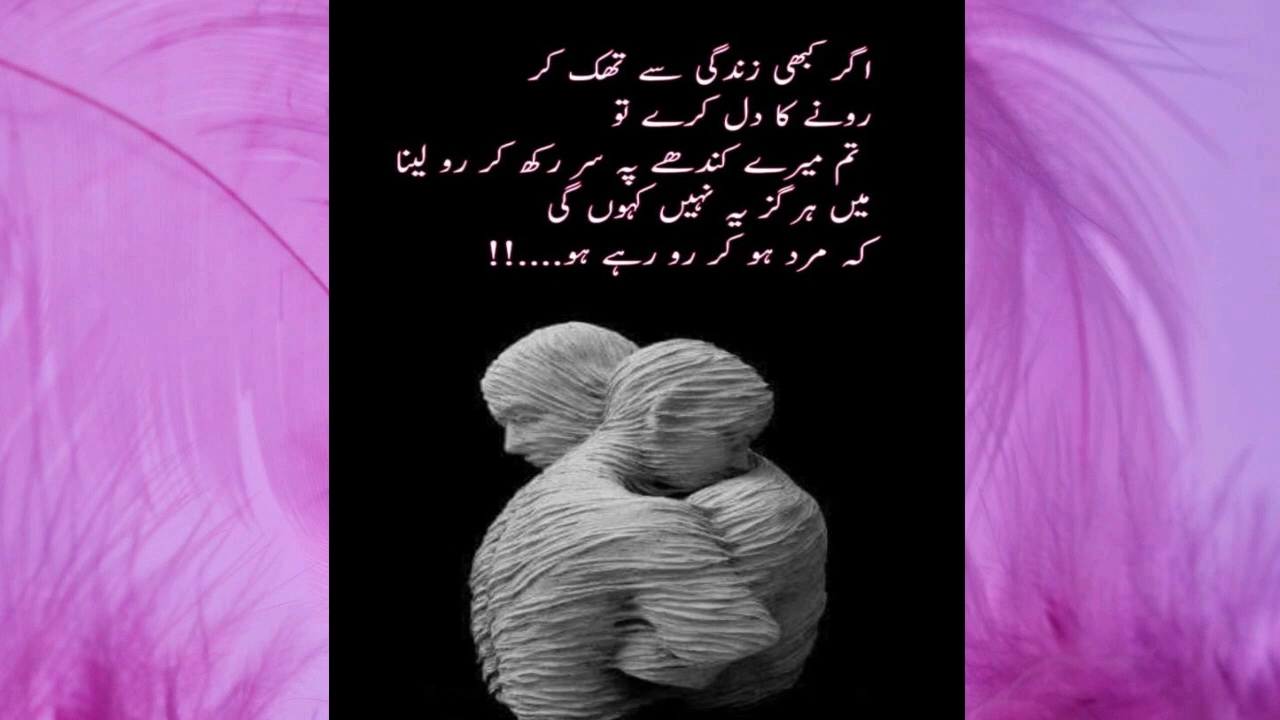 اگر کبھی زندگی سے تھک کر
رونے کا دل کرے تو
تم میرے کندھے پہ سر رکھ کر رو لینا
میں ہرگز یہ نہیں کہوں گی
کہ مرد ہو کر رو رہے ہو....!!